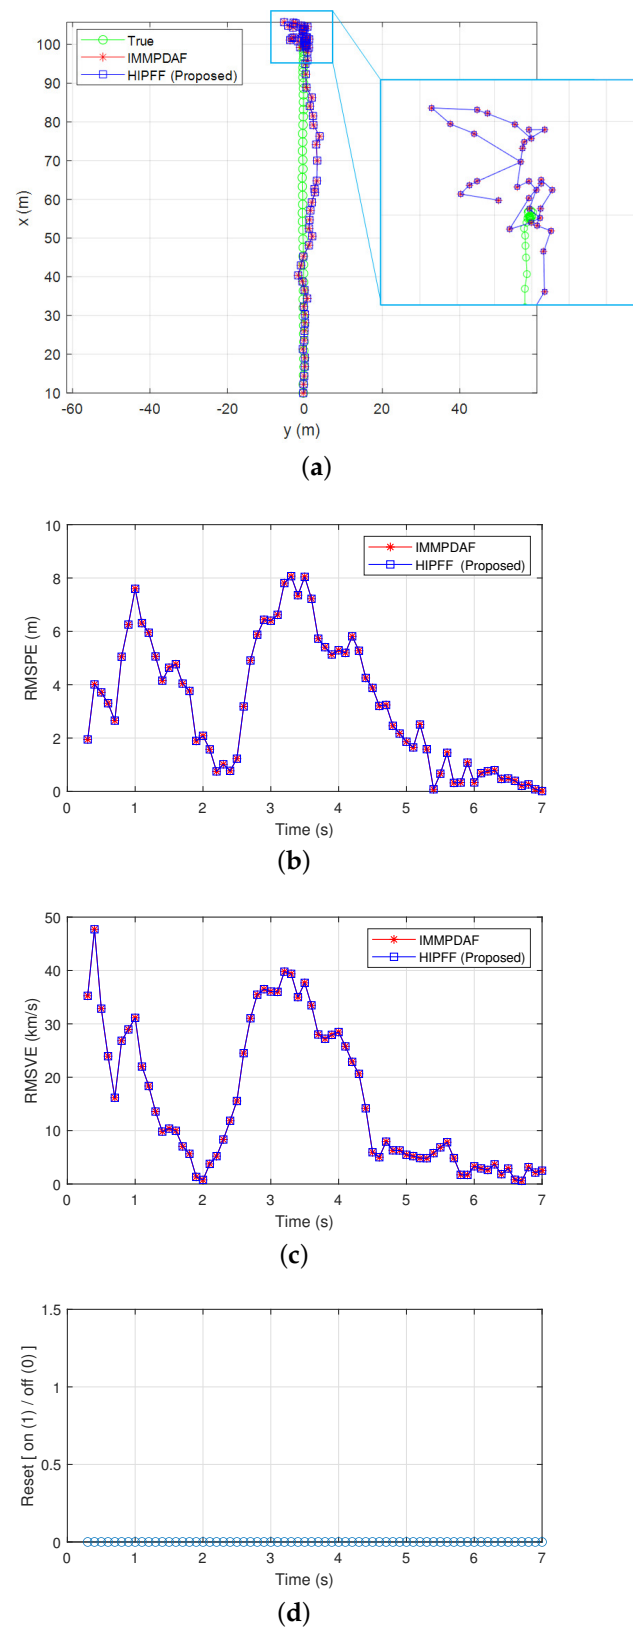 100
90
80
70
60
50
40
30
20
10
x (m)
True
IMMPDAF
HIPFF (Proposed)
-60 -40 -20 0 20 40
y (m)
(a)
10
8
6
4
2
0
RMSPE (m)
IMMPDAF
HIPFF (Proposed)
0 1 2 3 4 5 6 7
Time (s)
(b)
50
40
30
20
10
0
RMSVE (km/s)
IMMPDAF
HIPFF (Proposed)
0 1 2 3 4 5 6 7
Time (s)
(c)
1.5
1
0.5
0
Reset [ on (1) / off (0) ]
0 1 2 3 4 5 6 7
Time (s)
(d)